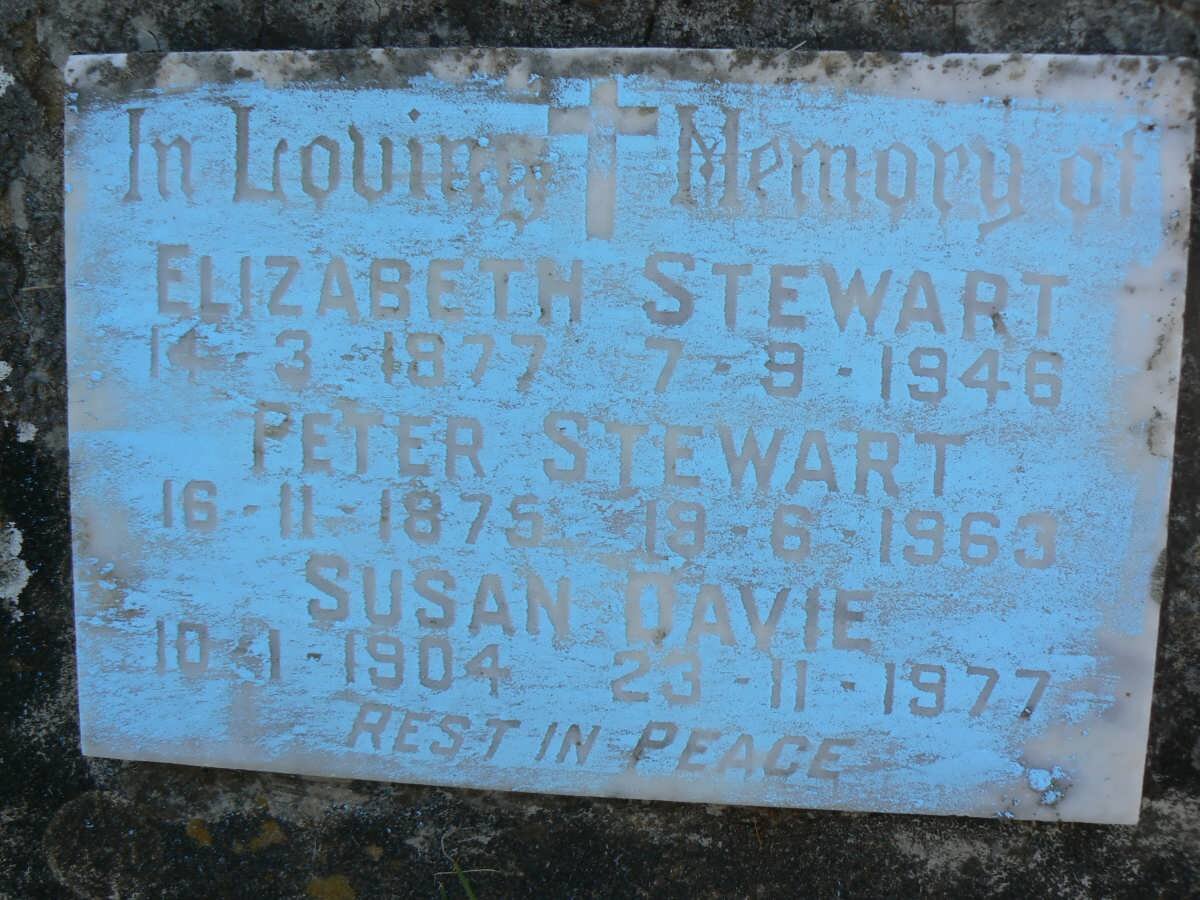 In Loving Memory of
ELIZABETH STEWART
14 - 3 - 1877 7 - 9 - 1946
PETER STEWART
16 - 11 - 1875 19 - 6 - 1963
SUSAN DAVIE
10 - 1 - 1904 23 - 11 - 1977
REST IN PEACE